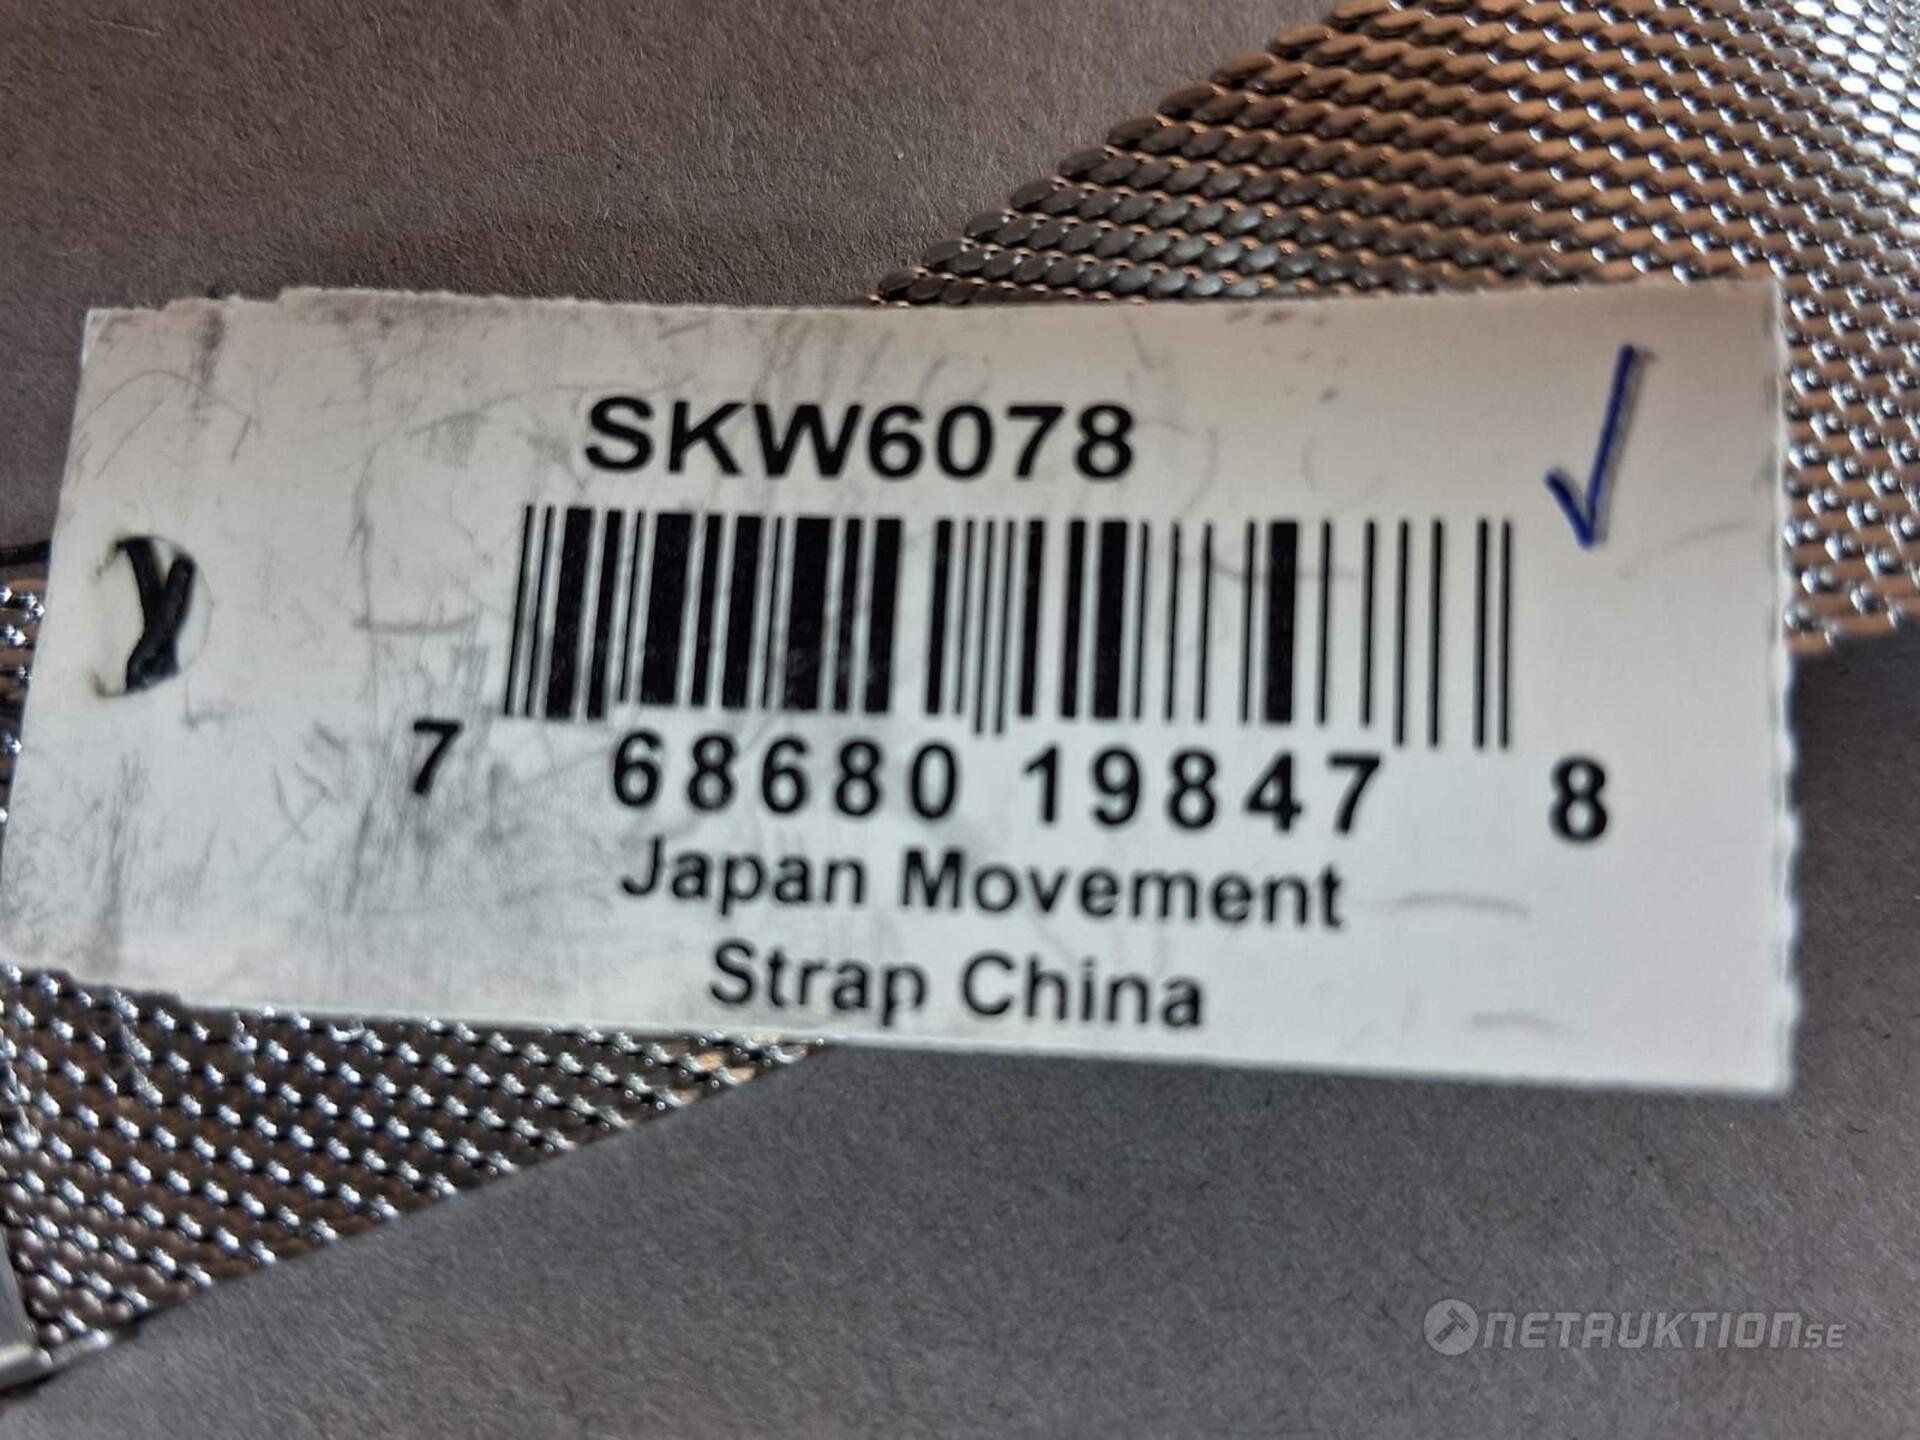 SKW6078
7 68680 19847 8
Japan Movement
Strap China
NETAUKTION.SE